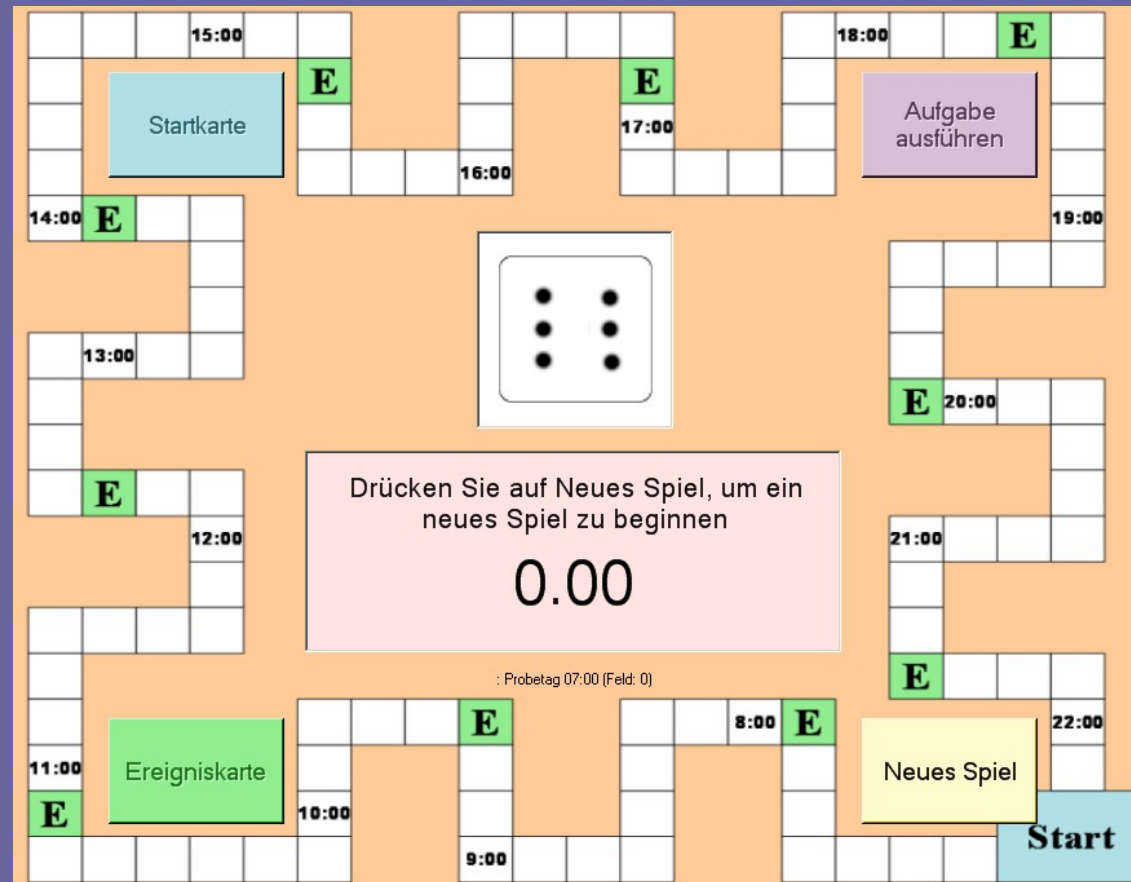 15:00
18:00
E
E
E
Startkarte
Aufgabe
ausführen
17:00
16:00
14:00
E
19:00
13:00
E
20:00
E
Drücken Sie auf Neues Spiel, um ein
neues Spiel zu beginnen
12:00
21:00
0.00
: Probetag 07:00 (Feld: 0)
E
E
8:00
E
22:00
11:00
Ereigniskarte
Neues Spiel
E
10:00
Start
9:00